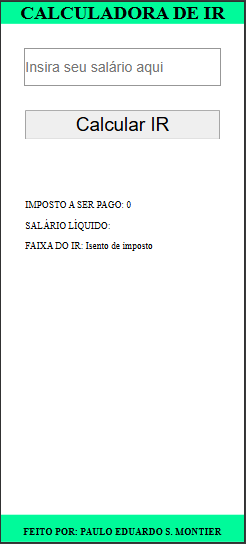 CALCULADORA DE IR
Insira seu salário aqui
Calcular IR
IMPOSTO A SER PAGO: 0
SALÁRIO LÍQUIDO:
FAIXA DO IR: Isento de imposto
FEITO POR: PAULO EDUARDO S. MONTIER